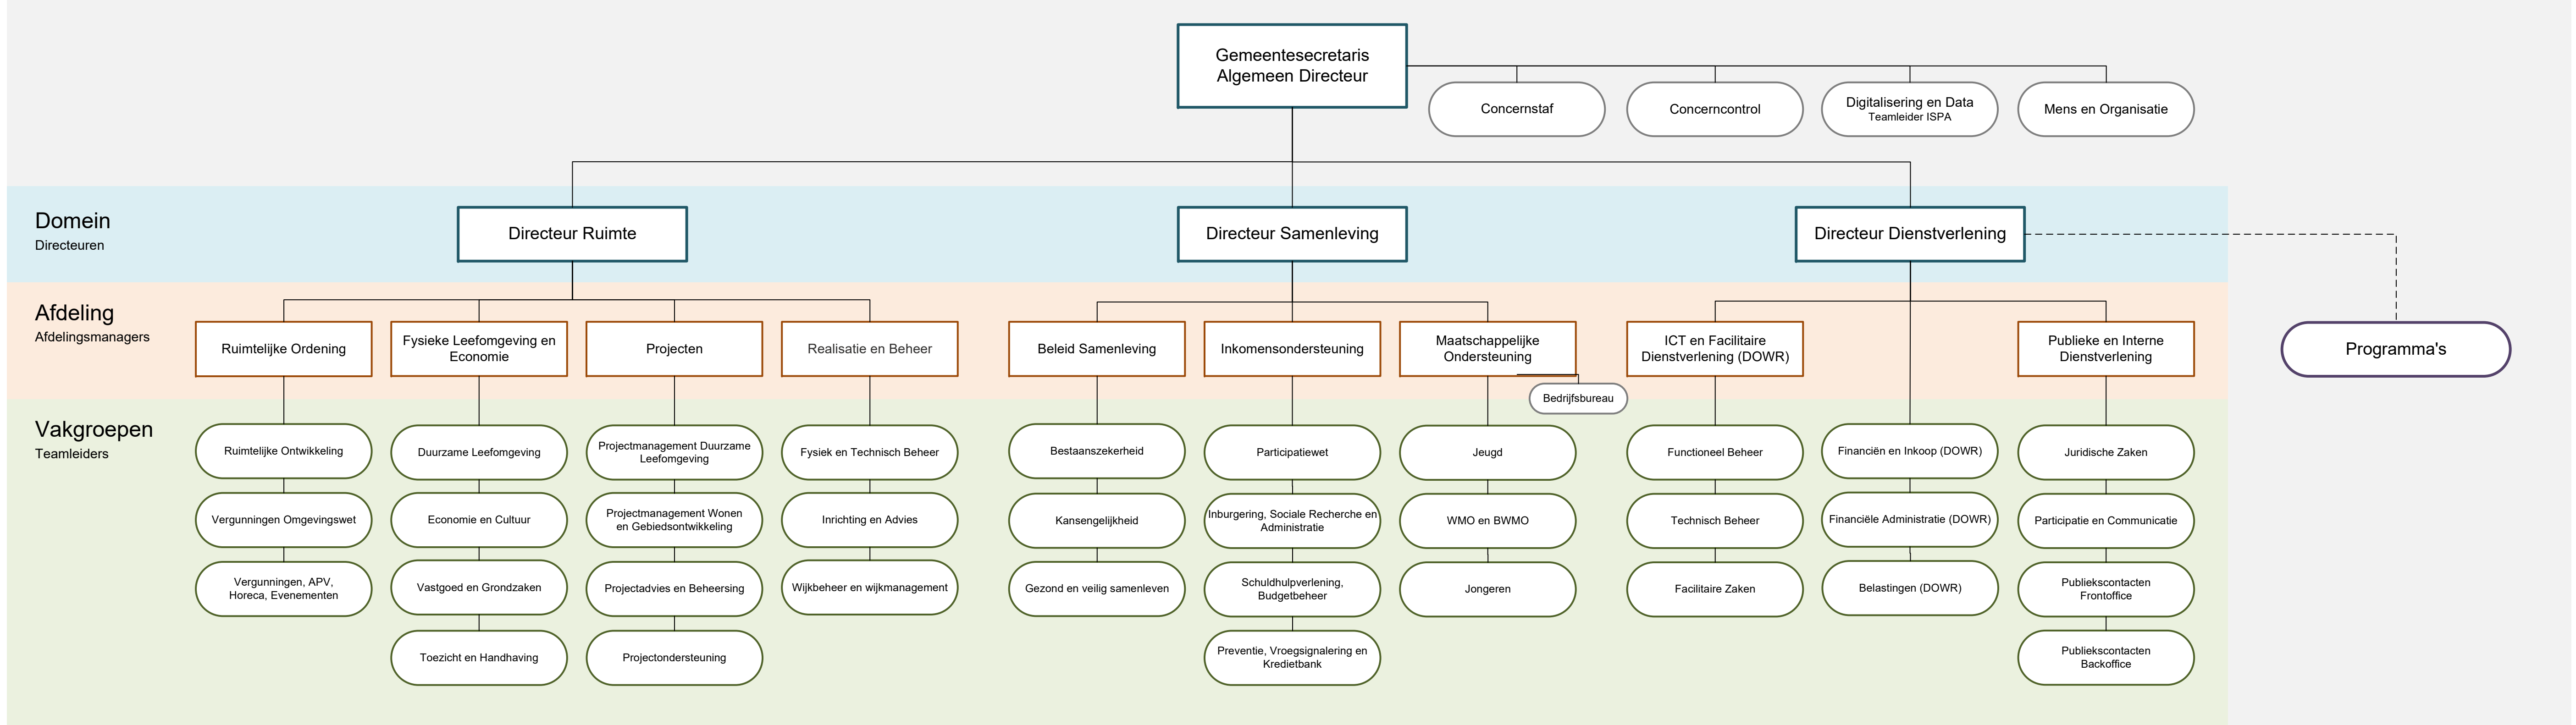 Gemeentesecretaris
Algemeen Directeur
Concernstaf
Concerncontrol
Digitalisering en Data
Teamleider ISPA
Mens en Organisatie
Domein
Directeuren
Directeur Ruimte
Directeur Samenleving
Directeur Dienstverlening
Afdeling
Afdelingsmanagers
Ruimtelijke Ordening
Fysieke Leefomgeving en
Economie
Projecten
Realisatie en Beheer
Beleid Samenleving
Inkomensondersteuning
Maatschappelijke
Ondersteuning
Bedrijfsbureau
ICT en Facilitaire
Dienstverlening (DOWR)
Publieke en Interne
Dienstverlening
Programma's
Vakgroepen
Teamleiders
Ruimtelijke Ontwikkeling
Vergunningen Omgevingswet
Vergunningen, APV,
Horeca, Evenementen
Duurzame Leefomgeving
Economie en Cultuur
Vastgoed en Grondzaken
Toezicht en Handhaving
Projectmanagement Duurzame
Leefomgeving
Projectmanagement Wonen
en Gebiedsontwikkeling
Projectadvies en Beheersing
Projectondersteuning
Fysiek en Technisch Beheer
Inrichting en Advies
Wijkbeheer en wijkmanagement
Bestaanszekerheid
Kansengelijkheid
Gezond en veilig samenleven
Participatiewet
Inburgering, Sociale Recherche en
Administratie
Schuldhulpverlening,
Budgetbeheer
Preventie, Vroegsignalering en
Kredietbank
Jeugd
WMO en BWMO
Jongeren
Functioneel Beheer
Technisch Beheer
Facilitaire Zaken
Financiën en Inkoop (DOWR)
Financiële Administratie (DOWR)
Belastingen (DOWR)
Juridische Zaken
Participatie en Communicatie
Publiekscontacten
Frontoffice
Publiekscontacten
Backoffice